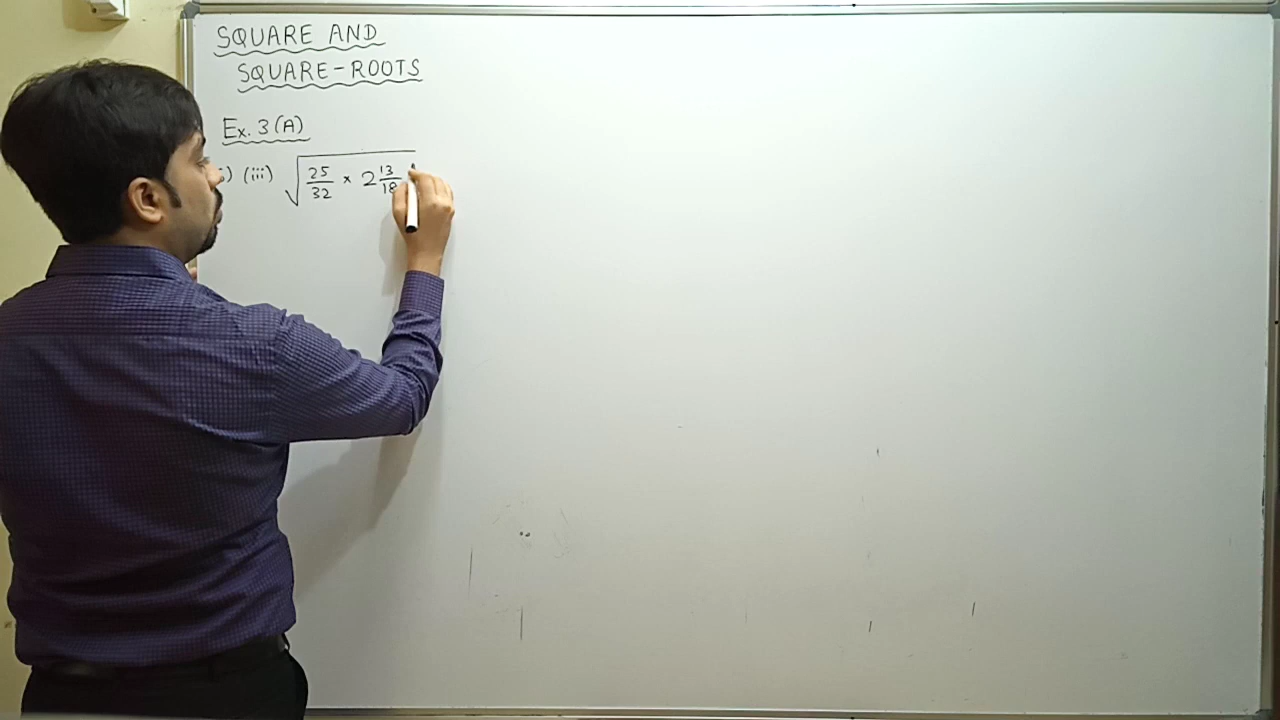 SQUARE AND
SQUARE-ROOTS
Ex. 3(A)
) (iii) √(25/32 × 2 13/18